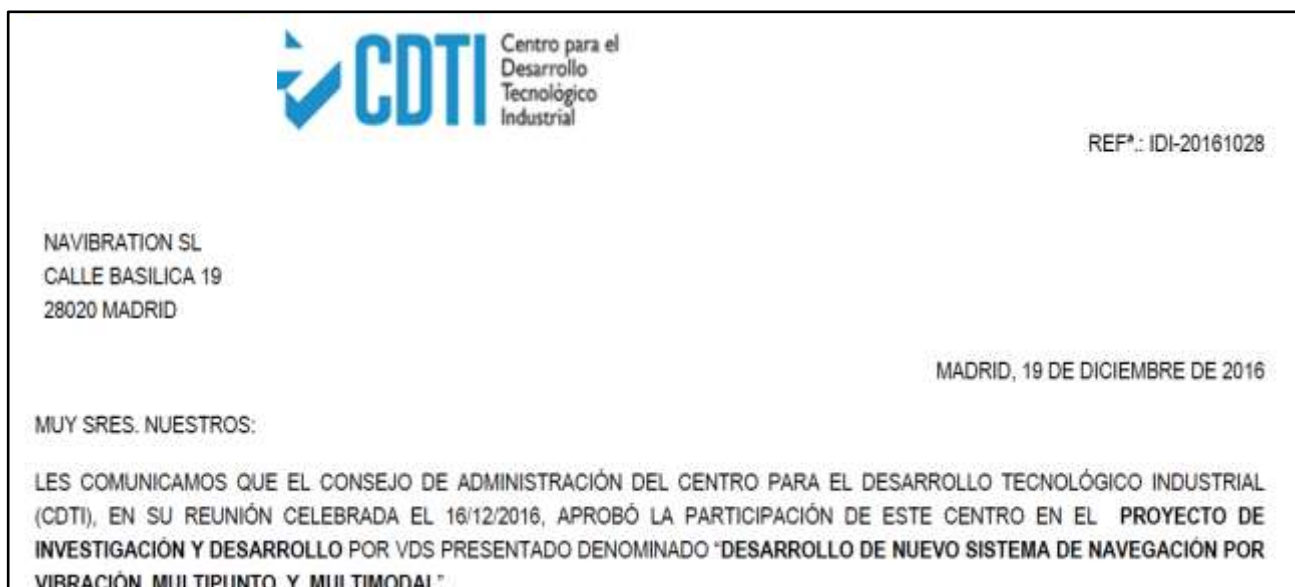 CDTI
Centro para el
Desarrollo
Tecnológico
Industrial
REFª.: IDI-20161028
NAVIBRATION SL
CALLE BASILICA 19
28020 MADRID
MADRID, 19 DE DICIEMBRE DE 2016
MUY SRES. NUESTROS:
LES COMUNICAMOS QUE EL CONSEJO DE ADMINISTRACIÓN DEL CENTRO PARA EL DESARROLLO TECNOLÓGICO INDUSTRIAL
(CDTI), EN SU REUNIÓN CELEBRADA EL 16/12/2016, APROBÓ LA PARTICIPACIÓN DE ESTE CENTRO EN EL PROYECTO DE
INVESTIGACIÓN Y DESARROLLO POR VDS PRESENTADO DENOMINADO “DESARROLLO DE NUEVO SISTEMA DE NAVEGACIÓN POR
VIBRACIÓN MULTIPUNTO Y MULTIMODAL”